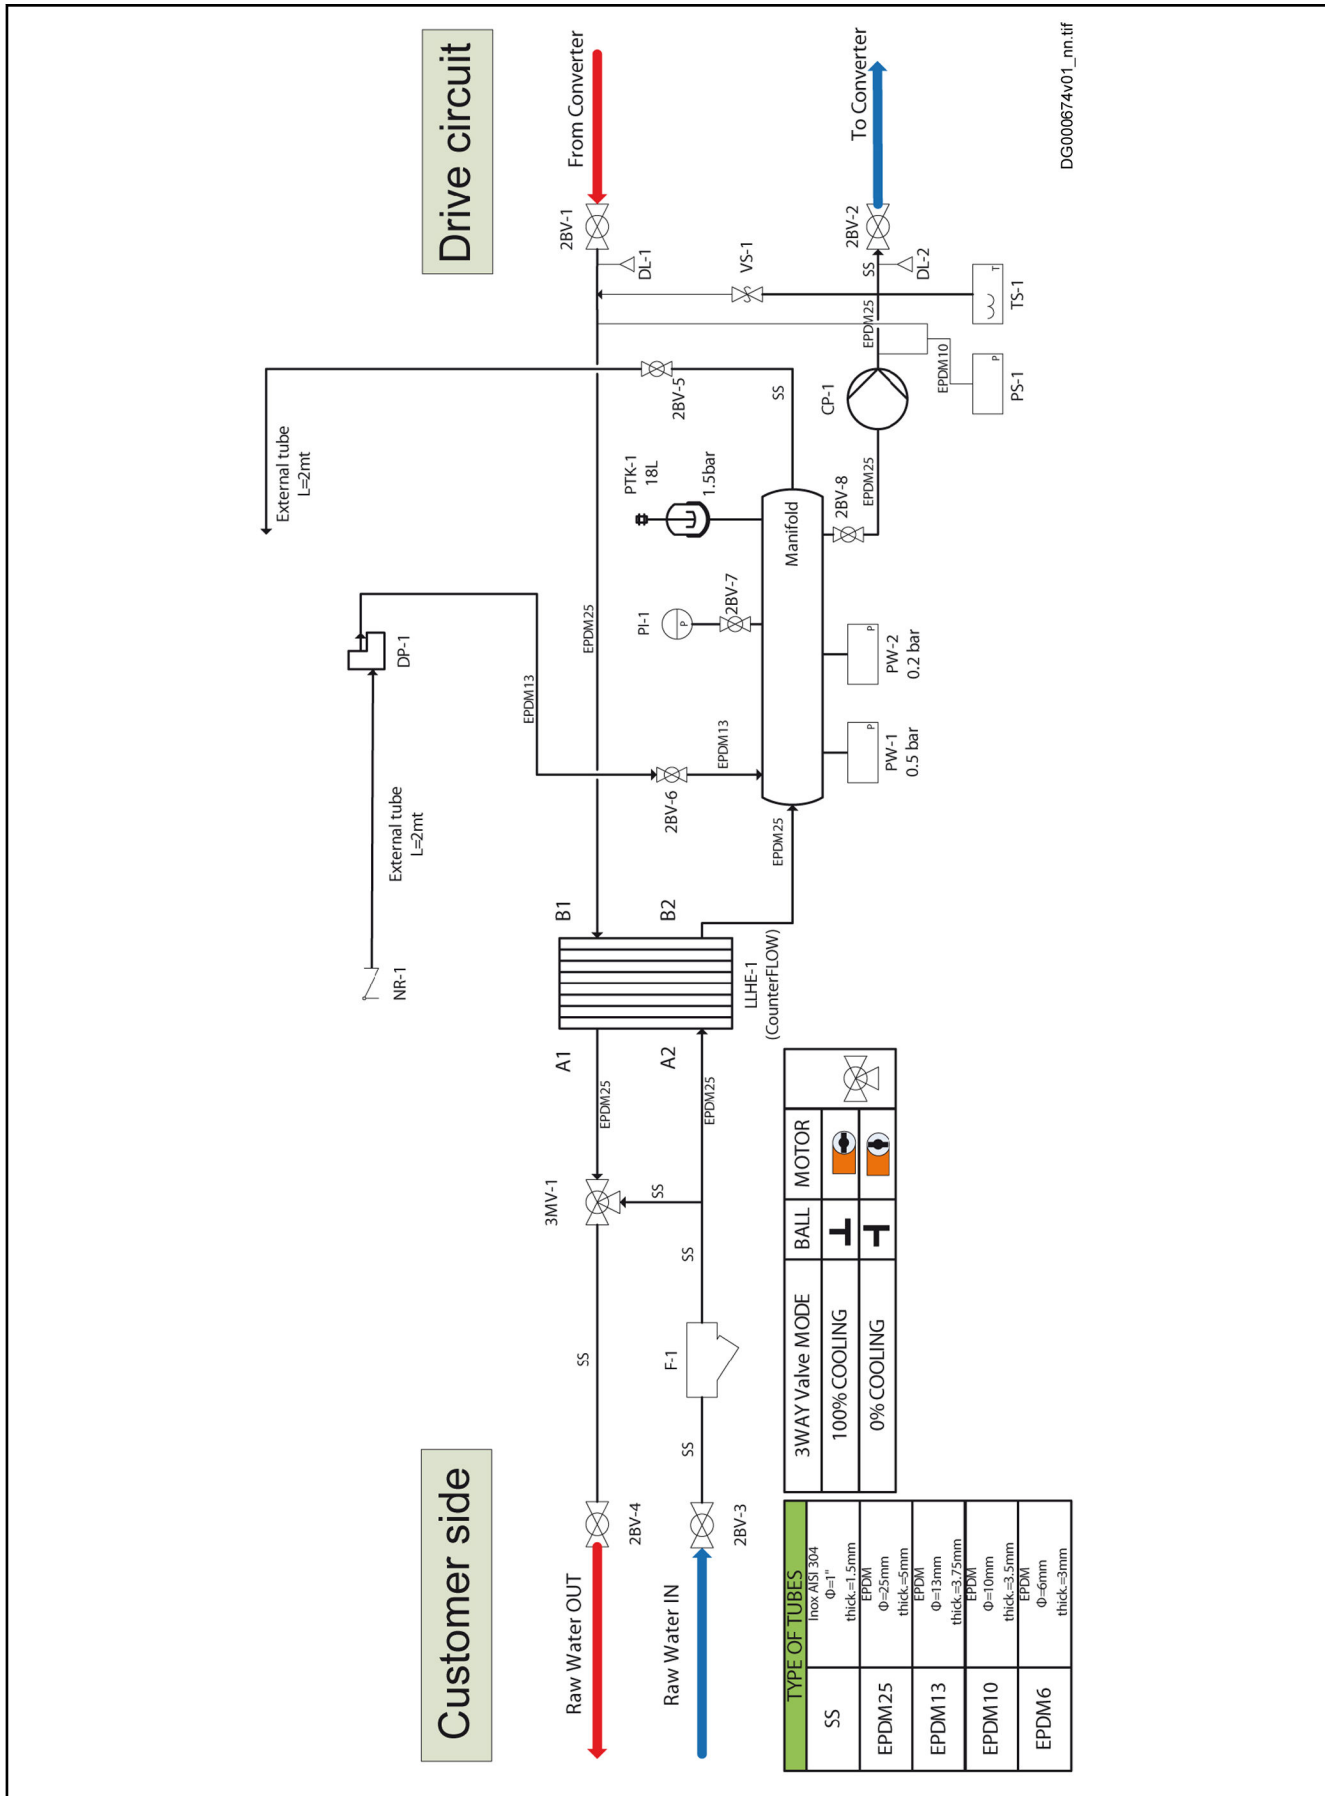 Customer side
Drive circuit
Raw Water OUT
2BV-4
SS
3MV-1
EPDM25
A1
B1
EPDM25
2BV-1
From Converter
DL-1
Raw Water IN
2BV-3
SS
F-1
SS
SS
EPDM25
A2
B2
LLHE-1
(CounterFLOW)
NR-1
External tube
L=2mt
DP-1
EPDM13
2BV-6
EPDM13
External tube
L=2mt
2BV-5
SS
PTK-1
18L
1.5bar
PI-1
P
2BV-7
Manifold
EPDM25
PW-1
0.5 bar
P
PW-2
0.2 bar
P
2BV-8
EPDM25
CP-1
EPDM25
SS
2BV-2
To Converter
DL-2
VS-1
EPDM10
PS-1
P
TS-1
T
TYPE OF TUBES
SS
Inox AISI 304
Φ=1"
thick.=1.5mm
EPDM25
EPDM
Φ=25mm
thick.=5mm
EPDM13
EPDM
Φ=13mm
thick.=3.75mm
EPDM10
EPDM
Φ=10mm
thick.=3.5mm
EPDM6
EPDM
Φ=6mm
thick.=3mm
3WAY Valve MODE
BALL
MOTOR
100% COOLING
0% COOLING
DG000674v01_nn.tif